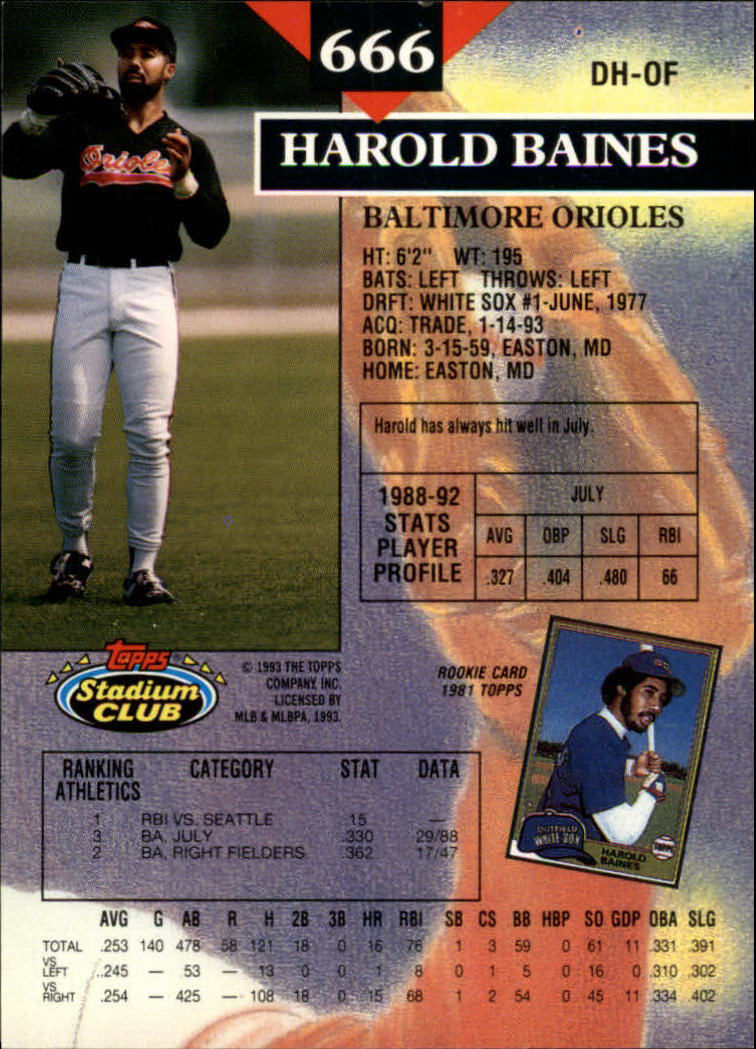 666
DH-OF
HAROLD BAINES
BALTIMORE ORIOLES
HT: 6'2" WT: 195
BATS: LEFT THROWS: LEFT
DRFT: WHITE SOX #1-JUNE, 1977
ACQ: TRADE, 1-14-93
BORN: 3-15-59, EASTON, MD
HOME: EASTON, MD
Orioles
Harold has always hit well in July.
1988-92 STATS PLAYER PROFILE
JULY
AVG OBP SLG RBI
.327 .404 .480 66
Topps
Stadium
CLUB
© 1993 THE TOPPS
COMPANY, INC.
LICENSED BY
MLB & MLBPA, 1993.
ROOKIE CARD
1981 TOPPS
OUTFIELD
WHITE SOX
HAROLD
BAINES
RANKING CATEGORY STAT DATA
ATHLETICS
1 RBI VS. SEATTLE 15 —
3 BA, JULY .330 29/88
2 BA, RIGHT FIELDERS .362 17/47
AVG G AB R H 2B 3B HR RBI SB CS BB HBP SO GDP OBA SLG
TOTAL .253 140 478 58 121 18 0 16 76 1 3 59 0 61 11 .331 .391
VS LEFT .245 — 53 — 13 0 0 1 8 0 1 5 0 16 0 .310 .302
VS RIGHT .254 — 425 — 108 18 0 15 68 1 2 54 0 45 11 .334 .402